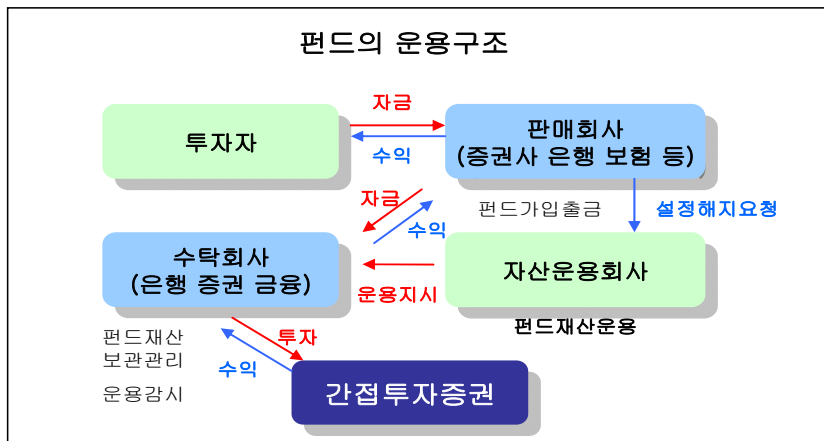 펀드의 운용구조
자금
투자자
수익
판매회사
(증권사 은행 보험 등)
자금
수익
펀드가입출금
설정해지요청
수탁회사
(은행 증권 금융)
운용지시
자산운용회사
펀드재산운용
펀드재산
보관관리
운용감시
투자
수익
간접투자증권